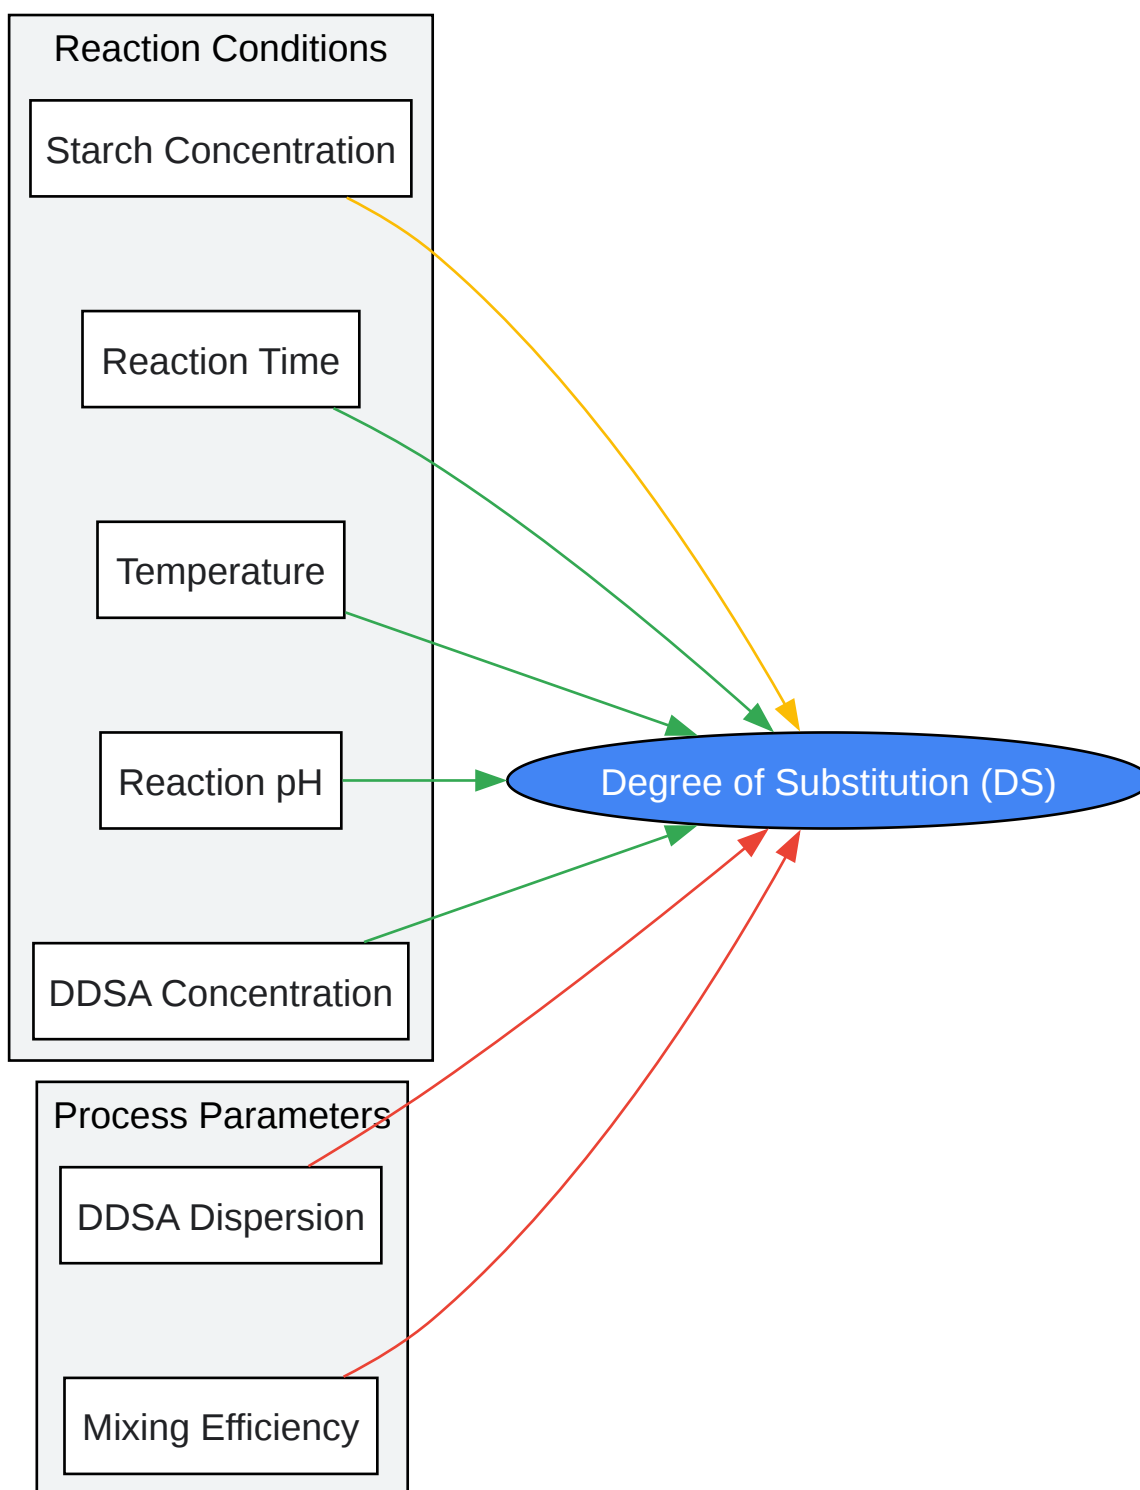 Reaction Conditions
Starch Concentration
Reaction Time
Temperature
Reaction pH
Degree of Substitution (DS)
DDSA Concentration
Process Parameters
DDSA Dispersion
Mixing Efficiency